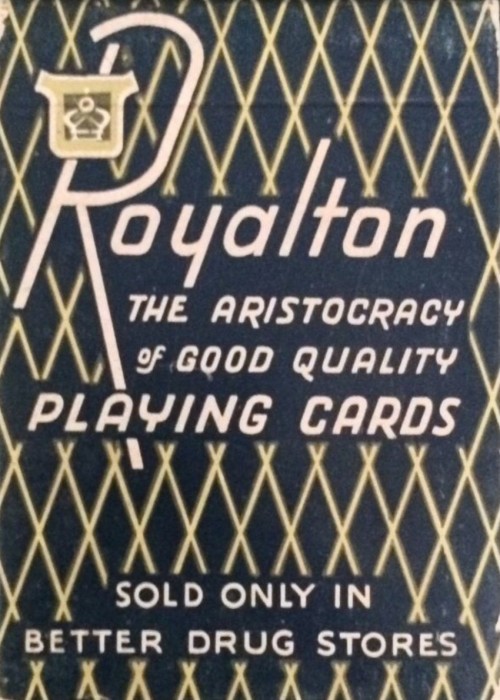 Royalton
THE ARISTOCRACY
of GOOD QUALITY
PLAYING CARDS
SOLD ONLY IN
BETTER DRUG STORES